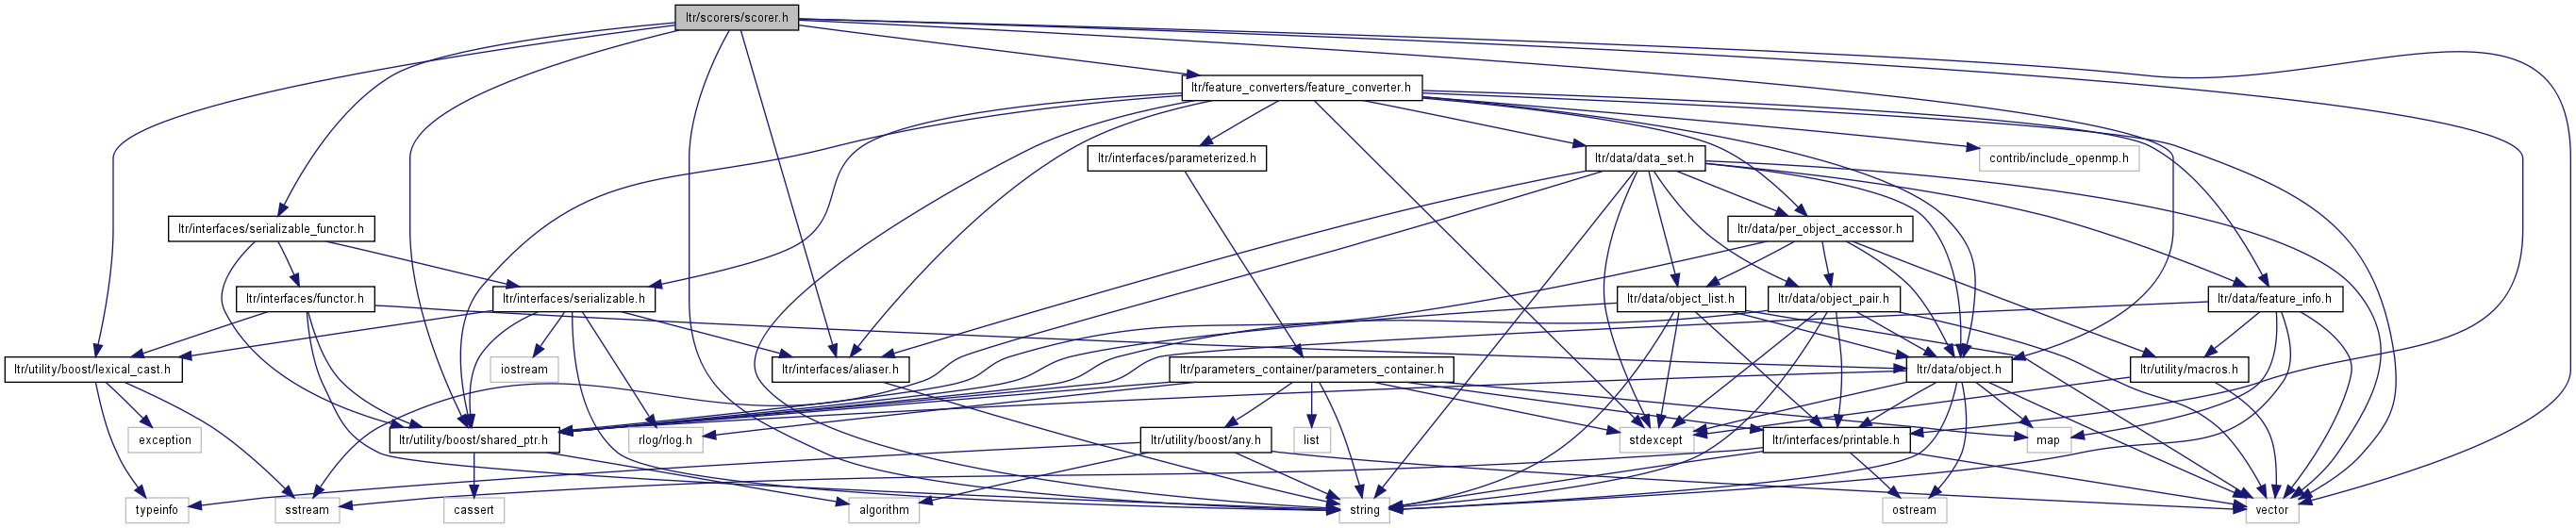 ltr/scorers/scorer.h
ltr/feature_converters/feature_converter.h
ltr/interfaces/parameterized.h
ltr/data/data_set.h
contrib/include_openmp.h
ltr/interfaces/serializable_functor.h
ltr/data/per_object_accessor.h
ltr/interfaces/functor.h
ltr/interfaces/serializable.h
ltr/data/object_list.h
ltr/data/object_pair.h
ltr/data/feature_info.h
ltr/utility/boost/lexical_cast.h
iostream
ltr/interfaces/aliaser.h
ltr/parameters_container/parameters_container.h
ltr/data/object.h
ltr/utility/macros.h
exception
ltr/utility/boost/shared_ptr.h
rlog/rlog.h
ltr/utility/boost/any.h
list
stdexcept
ltr/interfaces/printable.h
map
typeinfo
sstream
cassert
algorithm
string
ostream
vector